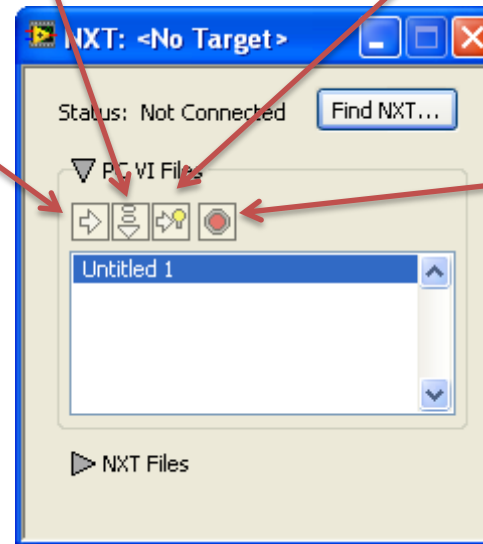 NXT: <No Target>
Status: Not Connected
Find NXT...
PC VI Files
Untitled 1
NXT Files